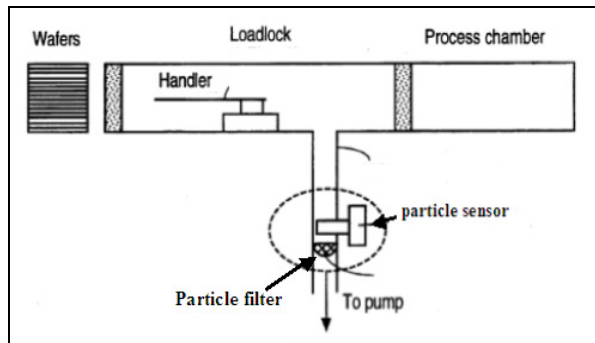 Wafers
Loadlock
Process chamber
Handler
particle sensor
Particle filter
To pump